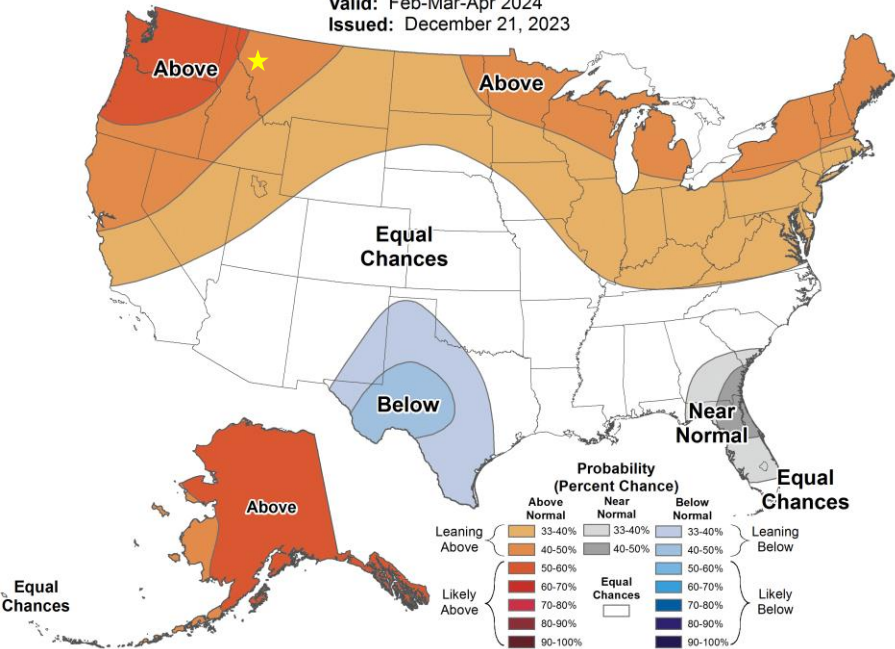 Valid: Feb-Mar-Apr 2024
Issued: December 21, 2023
Above
Above
Equal
Chances
Below
Near
Normal
Equal
Chances
Above
Equal
Chances
Probability
(Percent Chance)
Above
Normal
Near
Normal
Below
Normal
Leaning
Above
33-40%
40-50%
33-40%
40-50%
33-40%
40-50%
Leaning
Below
Likely
Above
50-60%
60-70%
70-80%
80-90%
90-100%
Equal
Chances
50-60%
60-70%
70-80%
80-90%
90-100%
Likely
Below